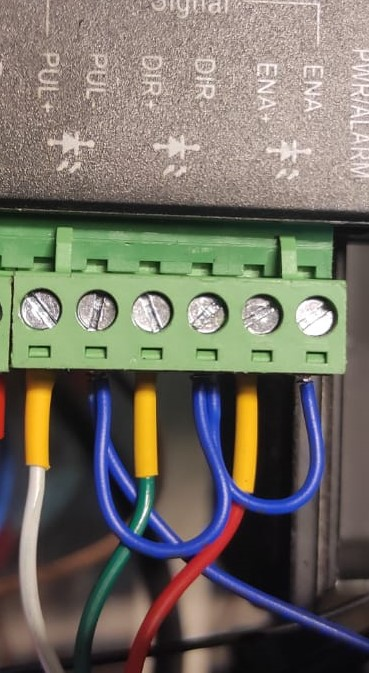 Signal
PUL+
PUL-
DIR+
DIR-
ENA+
ENA-
PWR/ALARM